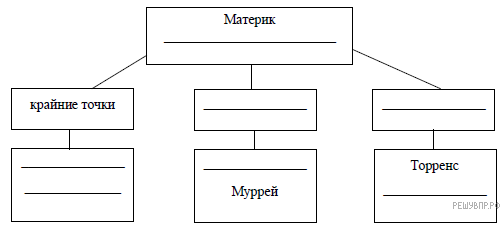 Материк
крайние точки
Муррей
Торренс
РЕШУВПР.РФ